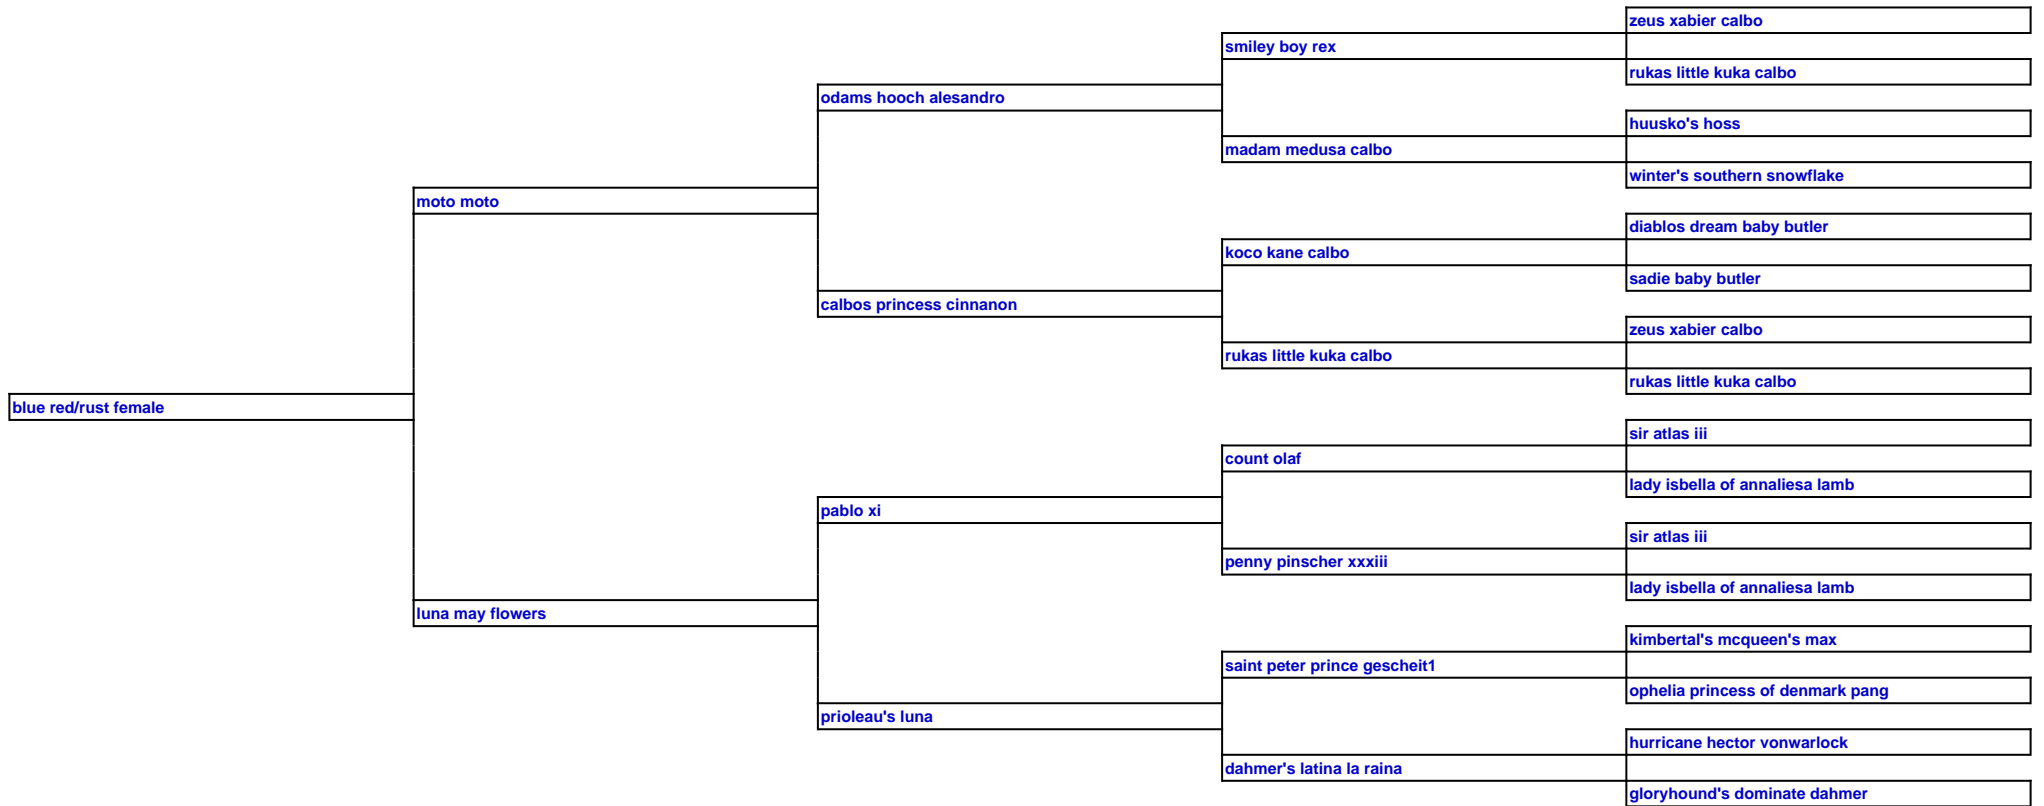 zeus xabier calbo
smiley boy rex
rukas little kuka calbo
odams hooch alesandro
huusko's hoss
madam medusa calbo
winter's southern snowflake
moto moto
diablos dream baby butler
koco kane calbo
sadie baby butler
calbos princess cinnanon
zeus xabier calbo
rukas little kuka calbo
rukas little kuka calbo
blue red/rust female
sir atlas iii
count olaf
lady isbella of annaliesa lamb
pablo xi
sir atlas iii
penny pinscher xxxiii
lady isbella of annaliesa lamb
luna may flowers
kimbertal's mcqueen's max
saint peter prince gescheit1
ophelia princess of denmark pang
prioleau's luna
hurricane hector vonwarlock
dahmer's latina la raina
gloryhound's dominate dahmer